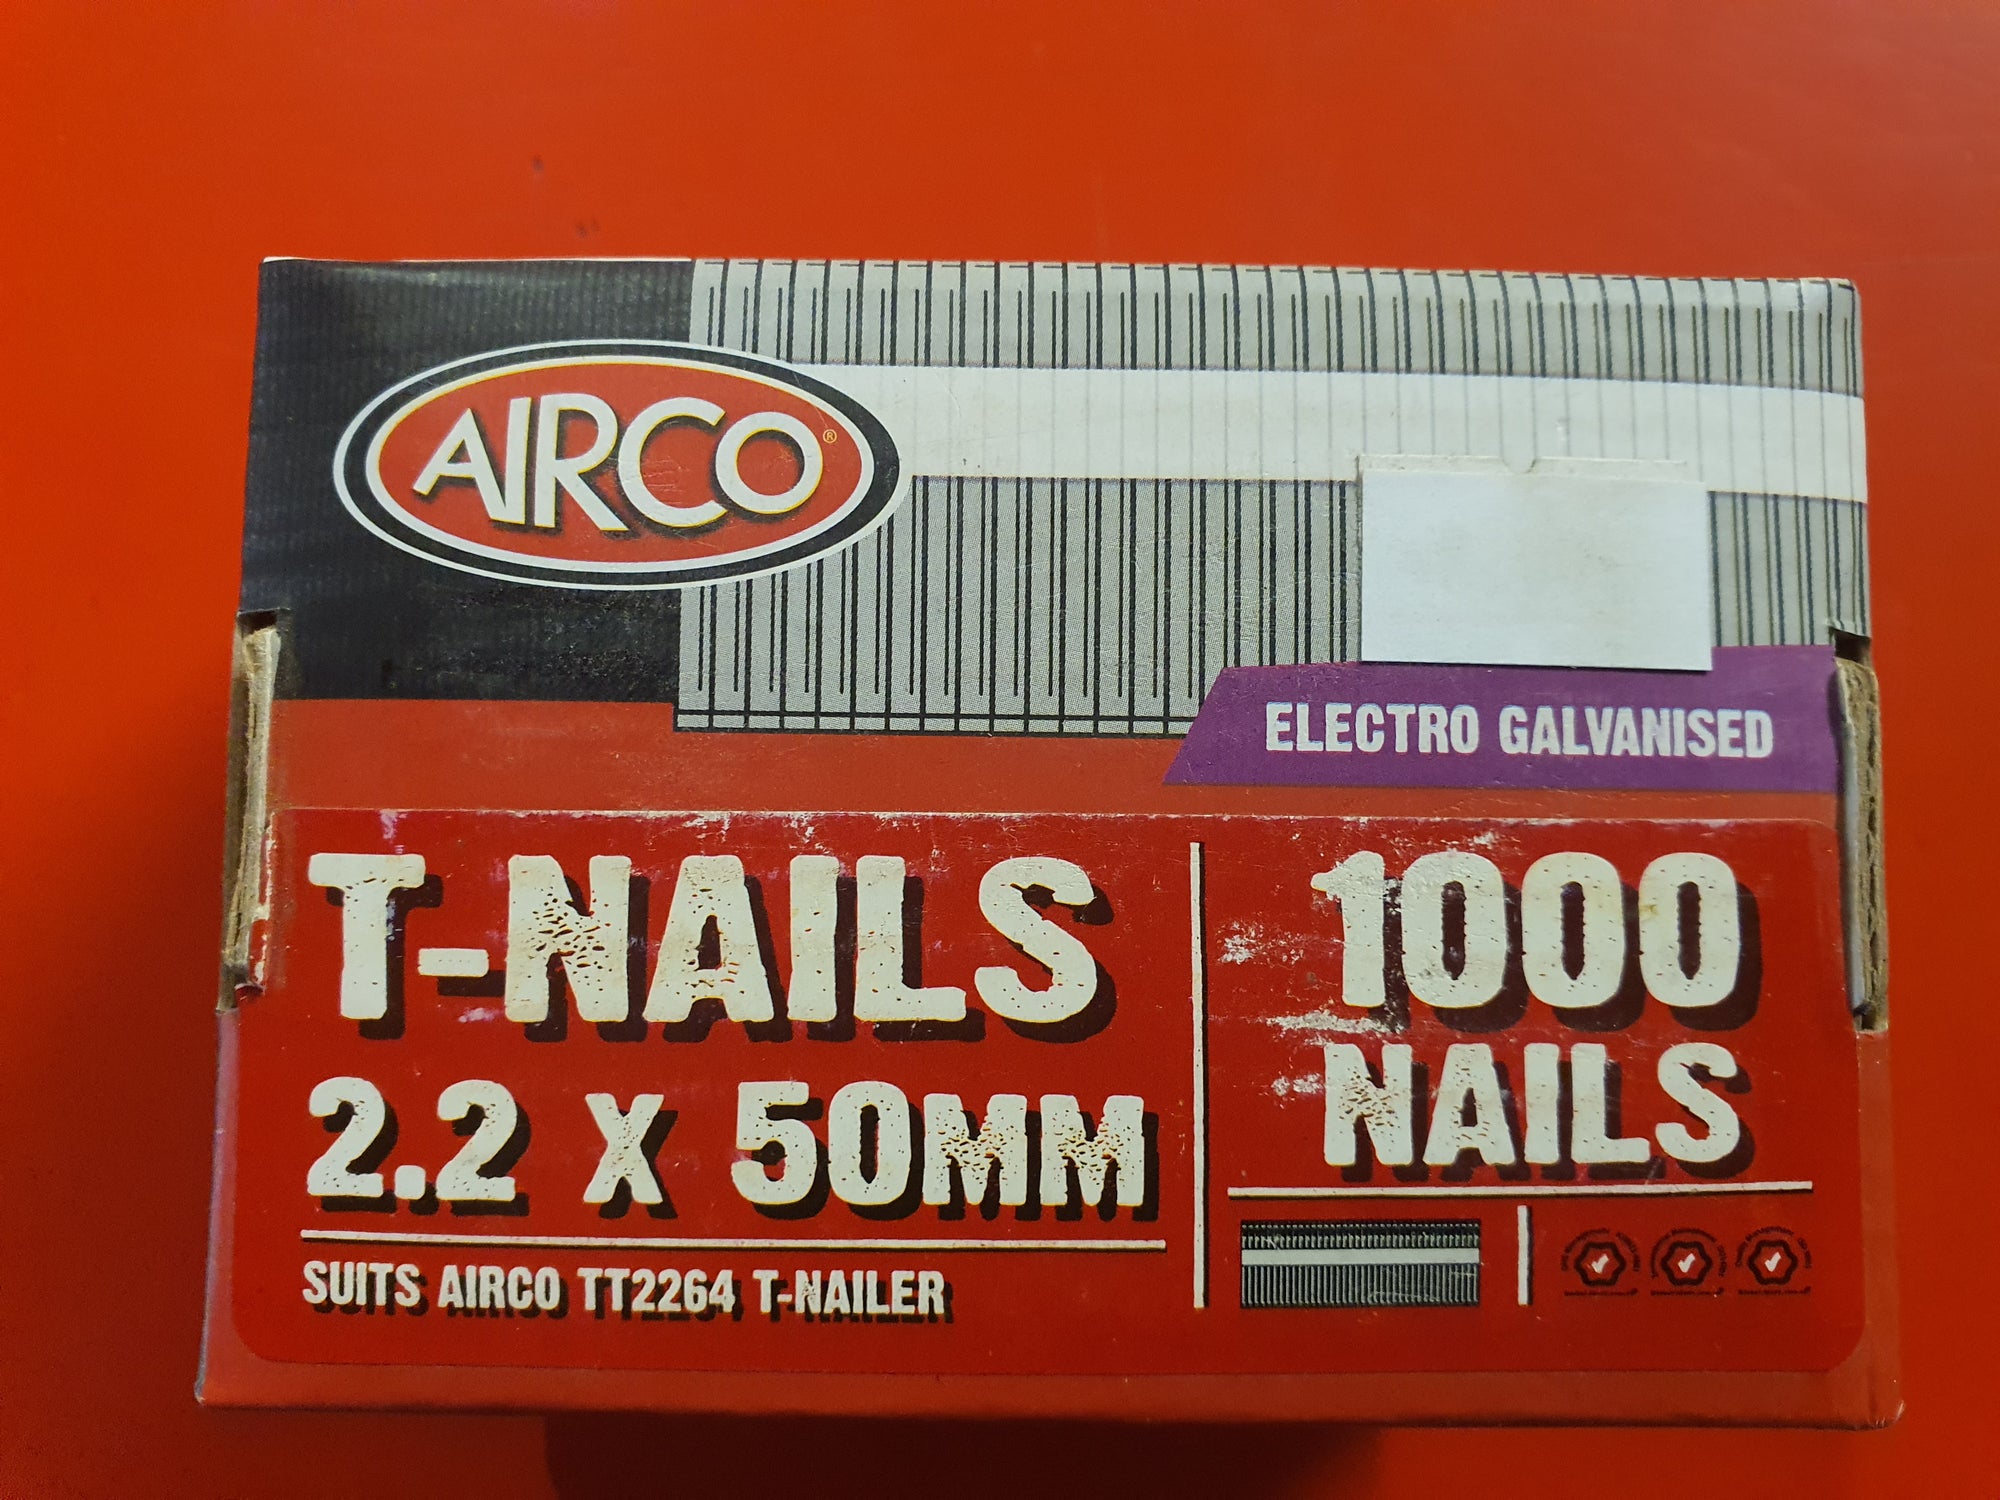 AIRCO®
ELECTRO GALVANISED
T-NAILS
2.2 X 50MM
SUITS AIRCO TT2264 T-NAILER
1000
NAILS